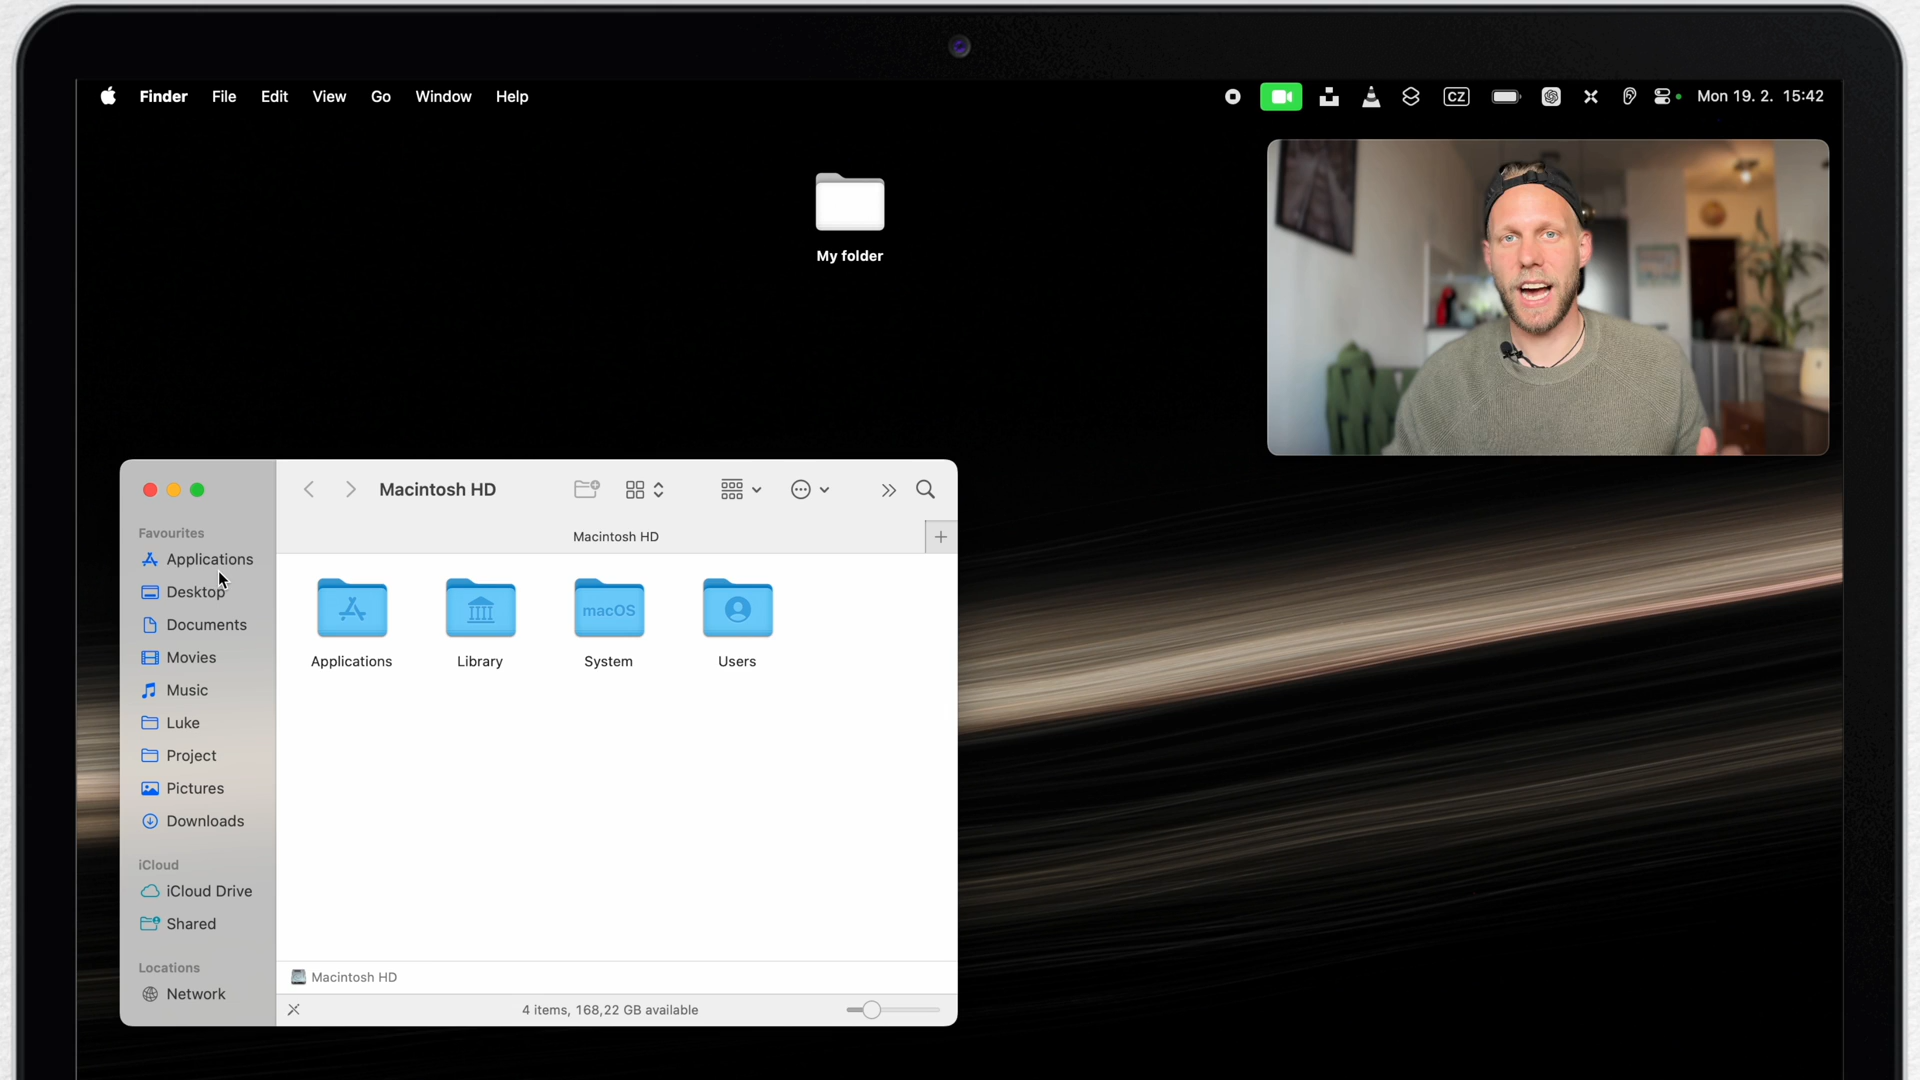 Finder File Edit View Go Window Help CZ Mon 19. 2. 15:42
My folder
Macintosh HD
Macintosh HD
Favourites
Applications
Desktop
Documents
Movies
Music
Luke
Project
Pictures
Downloads
iCloud
iCloud Drive
Shared
Locations
Network
macOS
Applications Library System Users
Macintosh HD
4 items, 168,22 GB available